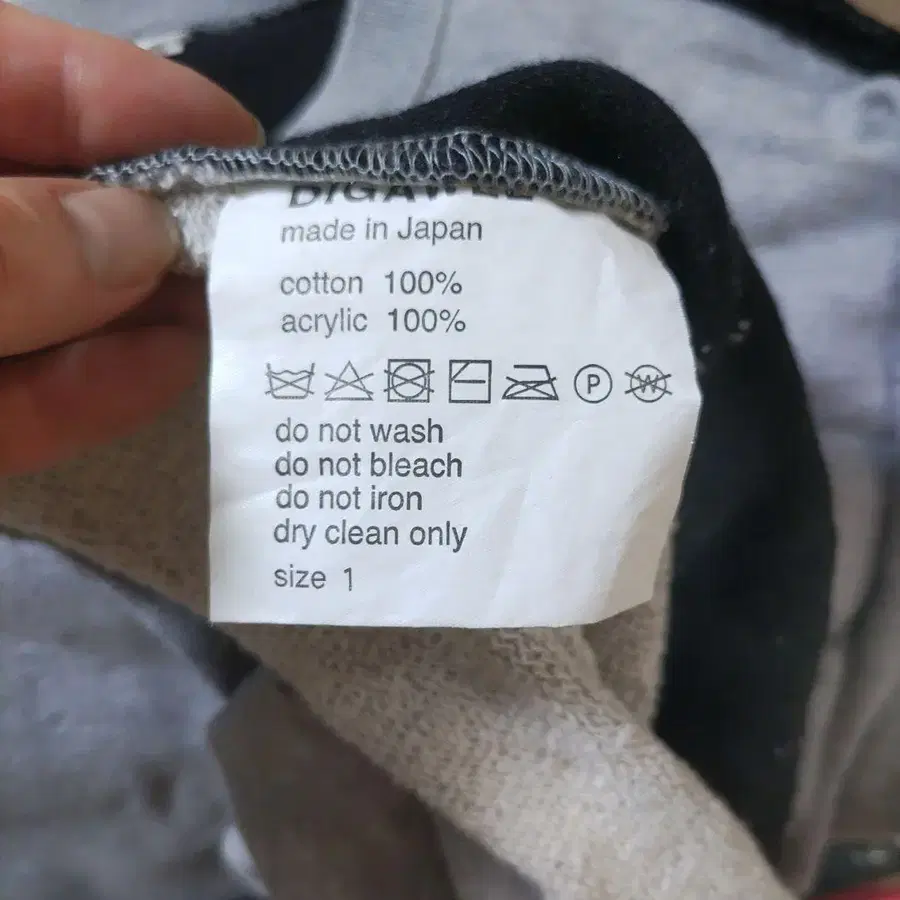 DIGAWEL
made in Japan
cotton 100%
acrylic 100%
P W
do not wash
do not bleach
do not iron
dry clean only
size 1